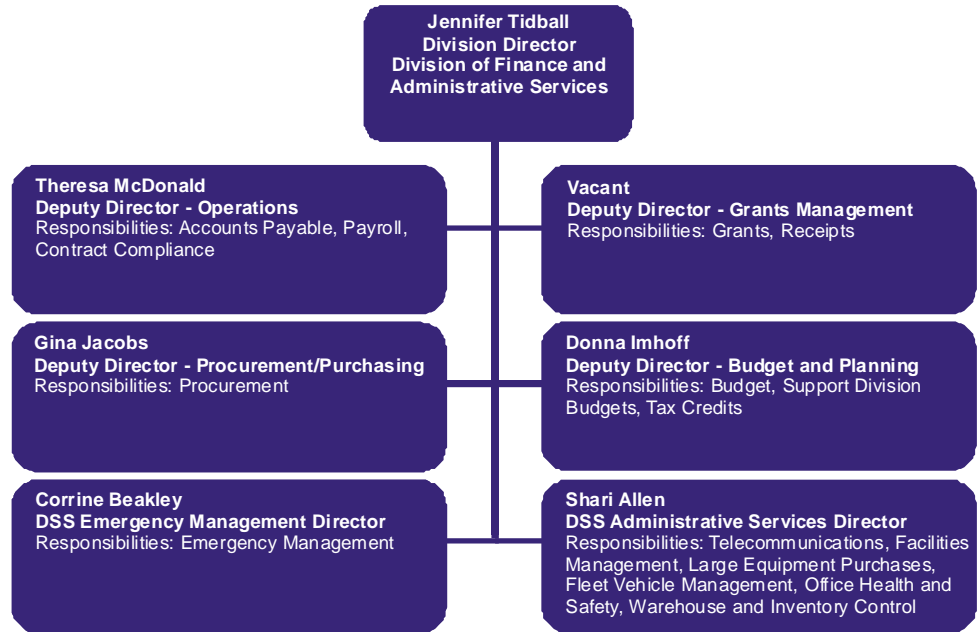 Jennifer Tidball
Division Director
Division of Finance and
Administrative Services
Theresa McDonald
Deputy Director - Operations
Responsibilities: Accounts Payable, Payroll,
Contract Compliance
Vacant
Deputy Director - Grants Management
Responsibilities: Grants, Receipts
Gina Jacobs
Deputy Director - Procurement/Purchasing
Responsibilities: Procurement
Donna Imhoff
Deputy Director - Budget and Planning
Responsibilities: Budget, Support Division
Budgets, Tax Credits
Corrine Beakley
DSS Emergency Management Director
Responsibilities: Emergency Management
Shari Allen
DSS Administrative Services Director
Responsibilities: Telecommunications, Facilities
Management, Large Equipment Purchases,
Fleet Vehicle Management, Office Health and
Safety, Warehouse and Inventory Control